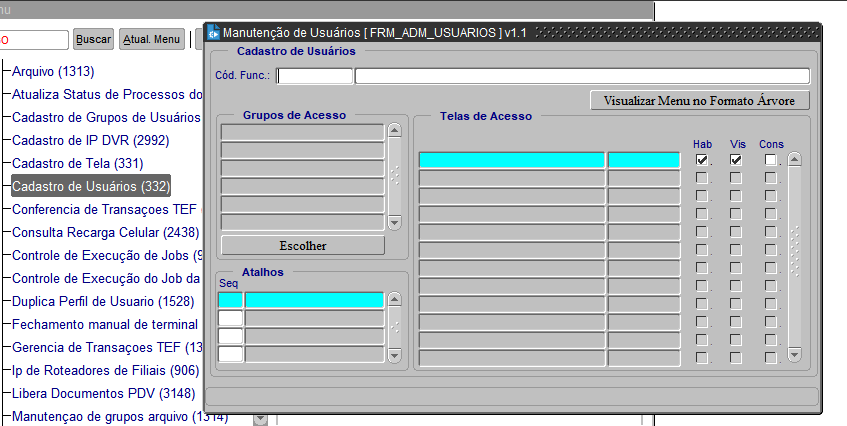 nu
Buscar
Atual. Menu
Arquivo (1313)
Atualiza Status de Processos do
Cadastro de Grupos de Usuários
Cadastro de IP DVR (2992)
Cadastro de Tela (331)
Cadastro de Usuários (332)
Conferencia de Transaçoes TEF
Consulta Recarga Celular (2438)
Controle de Execução de Jobs (9
Controle de Execução do Job da
Duplica Perfil de Usuario (1528)
Fechamento manual de terminal
Gerencia de Transações TEF (13
Ip de Roteadores de Filiais (906)
Libera Documentos PDV (3148)
Manutençao de grupos arquivo (1314)
Manutenção de Usuários [ FRM_ADM_USUARIOS ] v1.1
Cadastro de Usuários
Cód. Func.:
Visualizar Menu no Formato Árvore
Grupos de Acesso
Escolher
Atalhos
Seq
Telas de Acesso
Hab Vis Cons